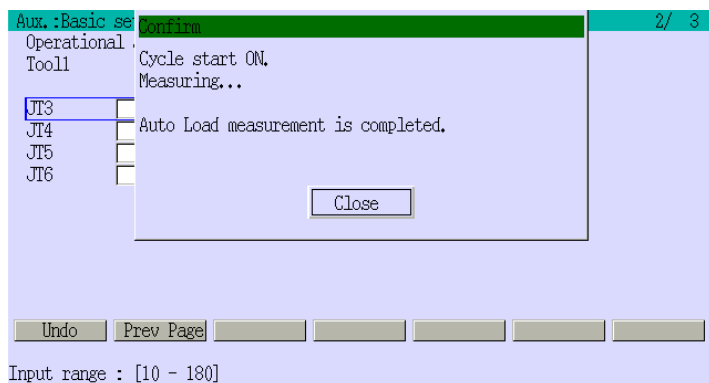 Aux.:Basic se
2/ 3
Confirm
Operational
Tool1
Cycle start ON.
Measuring...
JT3
JT4
Auto Load measurement is completed.
JT5
JT6
Close
Undo
Prev Page
Input range : [10 - 180]